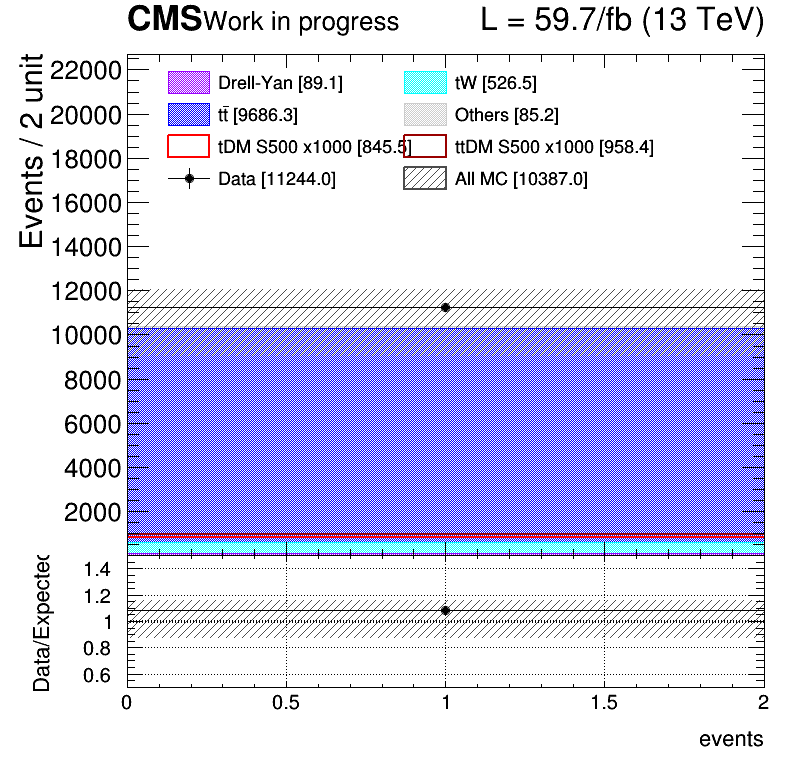 CMS Work in progress L = 59.7/fb (13 TeV)
Events / 2 unit
22000
20000
18000
16000
14000
12000
10000
8000
6000
4000
2000
Drell-Yan [89.1] tW [526.5]
tt̄ [9686.3] Others [85.2]
tDM S500 x1000 [845.5] ttDM S500 x1000 [958.4]
Data [11244.0] All MC [10387.0]
Data/Expected
1.4
1.2
1
0.8
0.6
0 0.5 1 1.5 2
events